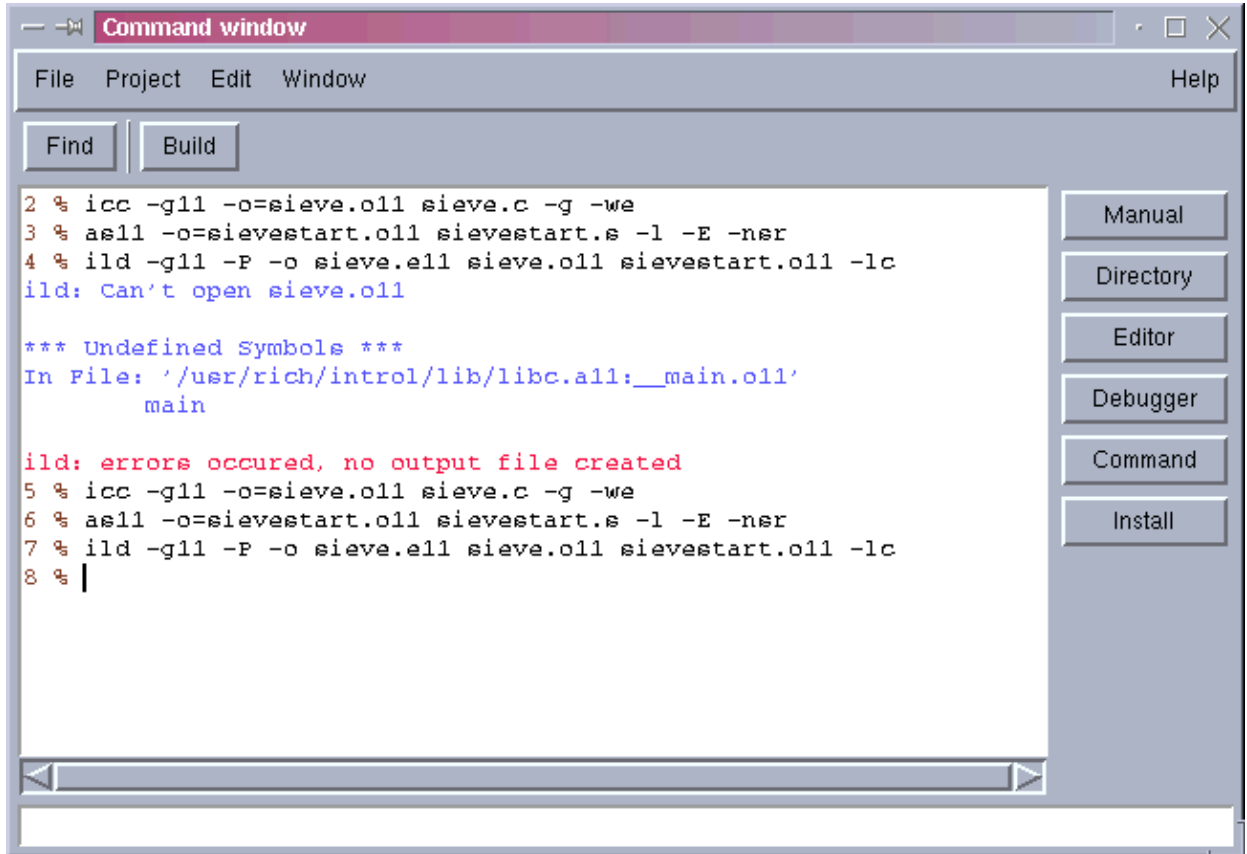 Command window
File Project Edit Window Help
Find Build
2 % icc -g11 -o=sieve.o11 sieve.c -g -we
3 % as11 -o=sievestart.o11 sievestart.s -l -E -nsr
4 % ild -g11 -P -o sieve.e11 sieve.o11 sievestart.o11 -lc
ild: Can't open sieve.o11
*** Undefined Symbols ***
In File: '/usr/rich/introl/lib/libc.a11:__main.o11'
main
ild: errors occured, no output file created
5 % icc -g11 -o=sieve.o11 sieve.c -g -we
6 % as11 -o=sievestart.o11 sievestart.s -l -E -nsr
7 % ild -g11 -P -o sieve.e11 sieve.o11 sievestart.o11 -lc
8 %
Manual
Directory
Editor
Debugger
Command
Install